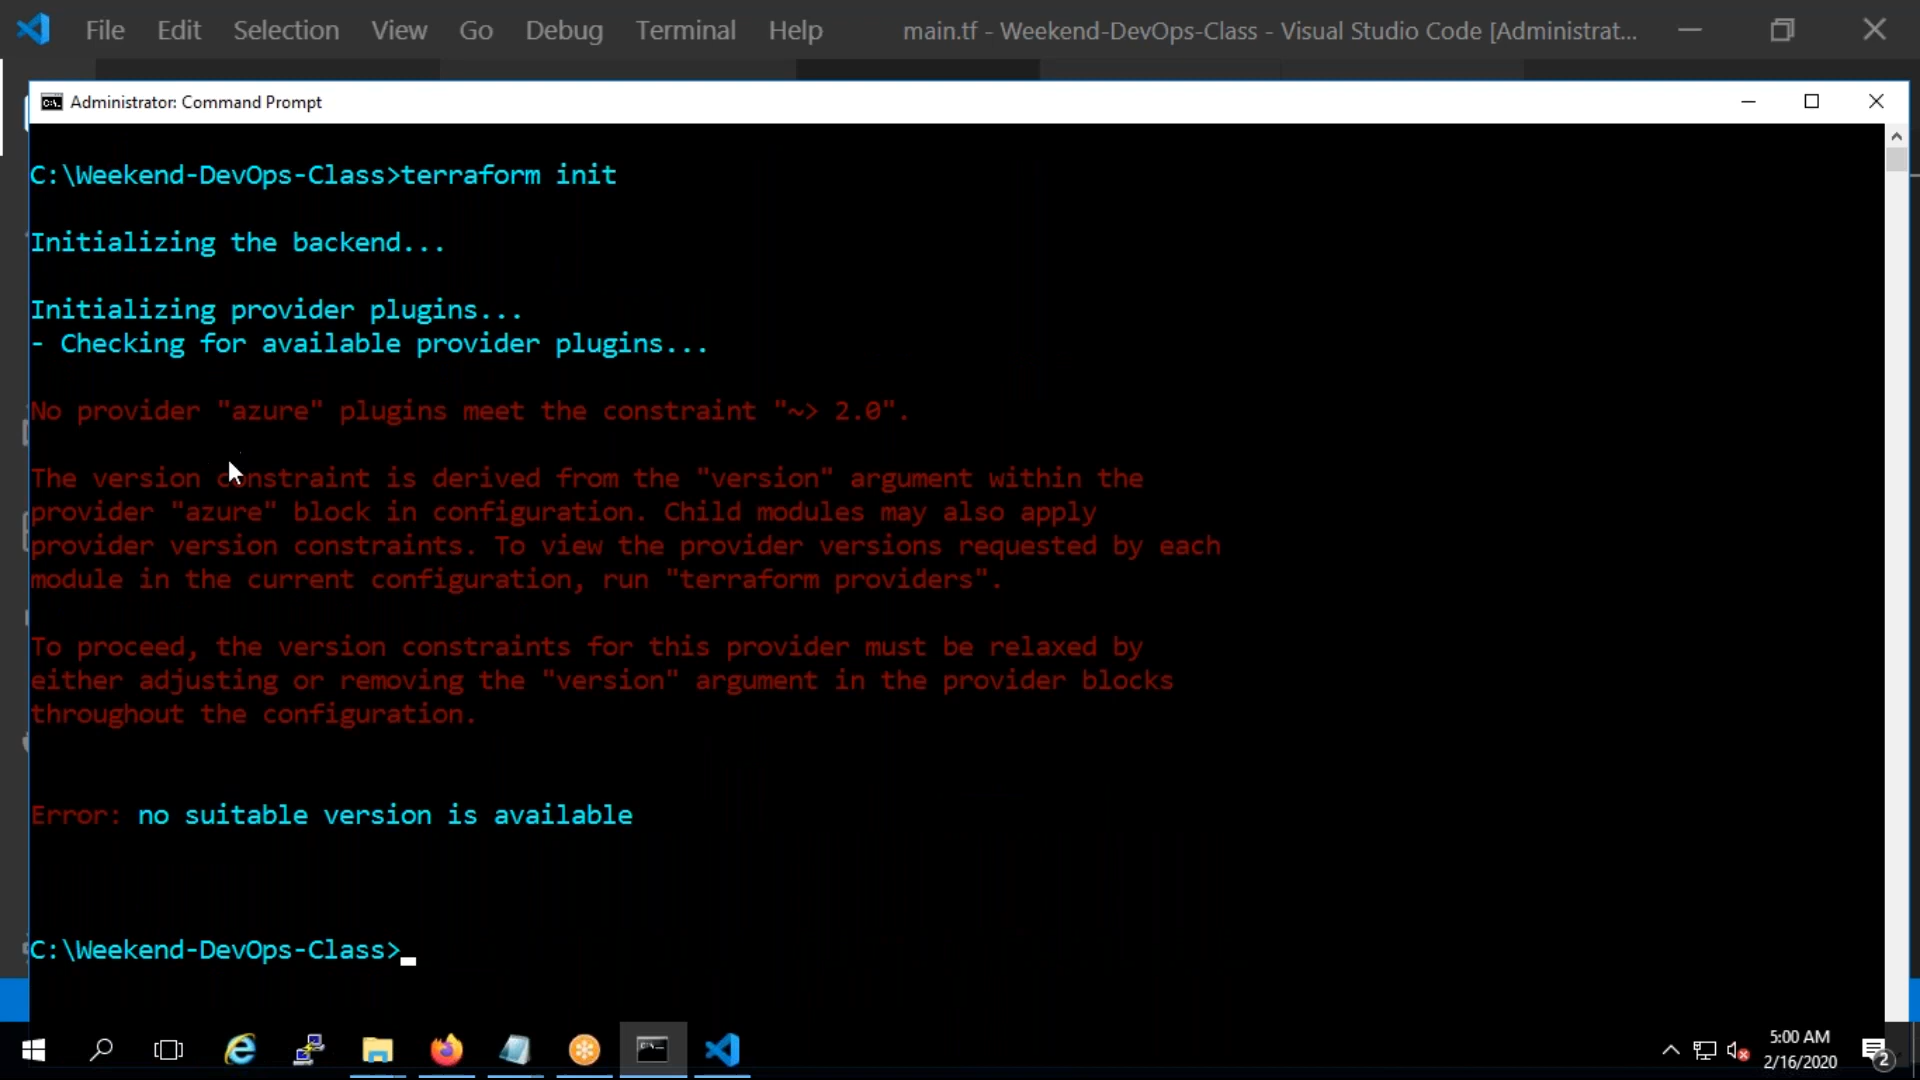 File Edit Selection View Go Debug Terminal Help main.tf - Weekend-DevOps-Class - Visual Studio Code [Administrat...
Administrator: Command Prompt
C:\Weekend-DevOps-Class>terraform init
Initializing the backend...
Initializing provider plugins...
- Checking for available provider plugins...
No provider "azure" plugins meet the constraint "~> 2.0".
The version constraint is derived from the "version" argument within the
provider "azure" block in configuration. Child modules may also apply
provider version constraints. To view the provider versions requested by each
module in the current configuration, run "terraform providers".
To proceed, the version constraints for this provider must be relaxed by
either adjusting or removing the "version" argument in the provider blocks
throughout the configuration.
Error: no suitable version is available
C:\Weekend-DevOps-Class>
5:00 AM
2/16/2020
2